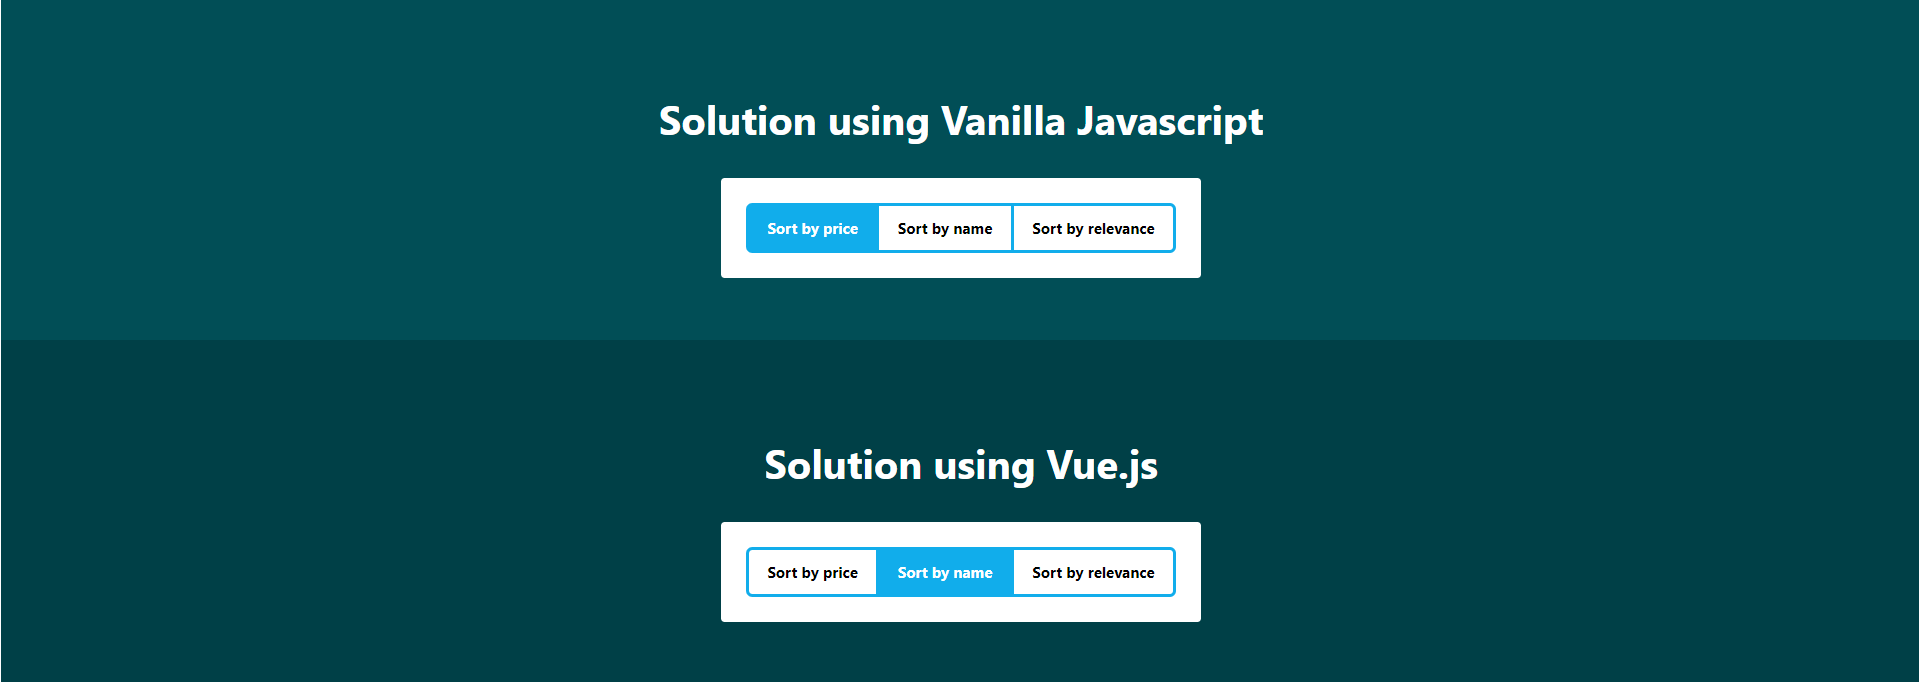 Solution using Vanilla Javascript
Sort by price Sort by name Sort by relevance
Solution using Vue.js
Sort by price Sort by name Sort by relevance